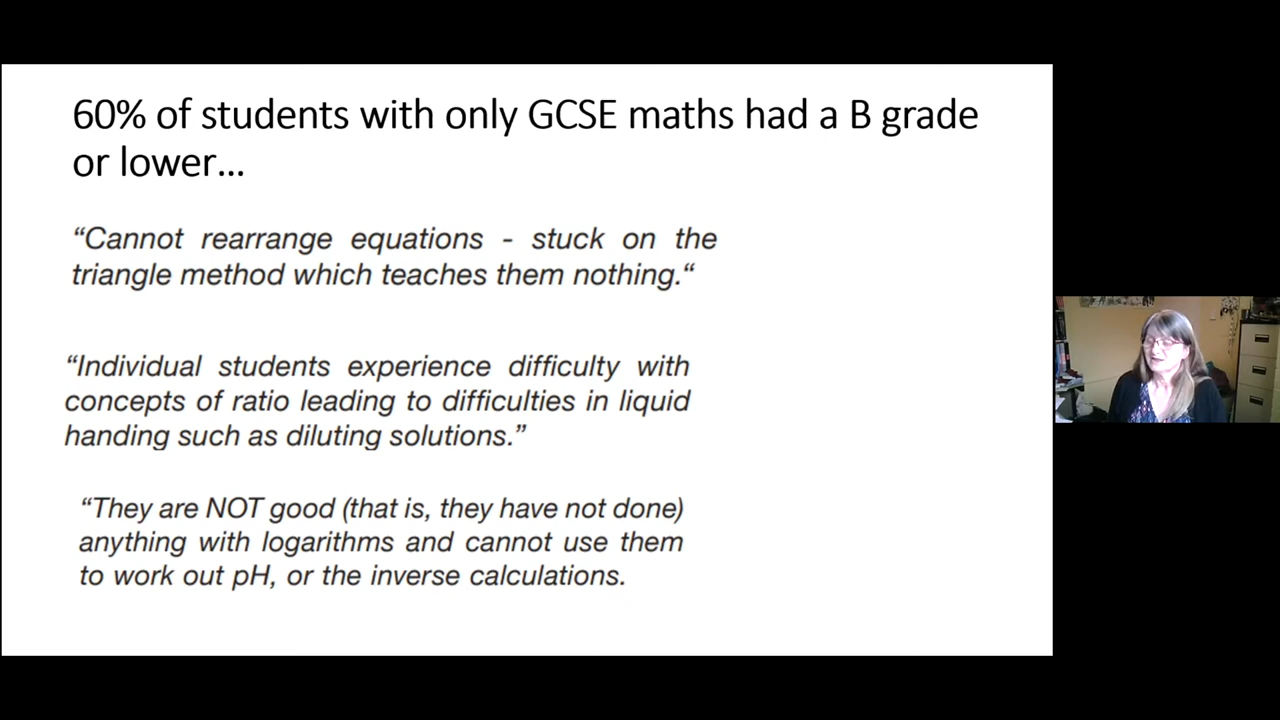 60% of students with only GCSE maths had a B grade
or lower…
“Cannot rearrange equations - stuck on the
triangle method which teaches them nothing.“
“Individual students experience difficulty with
concepts of ratio leading to difficulties in liquid
handing such as diluting solutions.”
“They are NOT good (that is, they have not done)
anything with logarithms and cannot use them
to work out pH, or the inverse calculations.